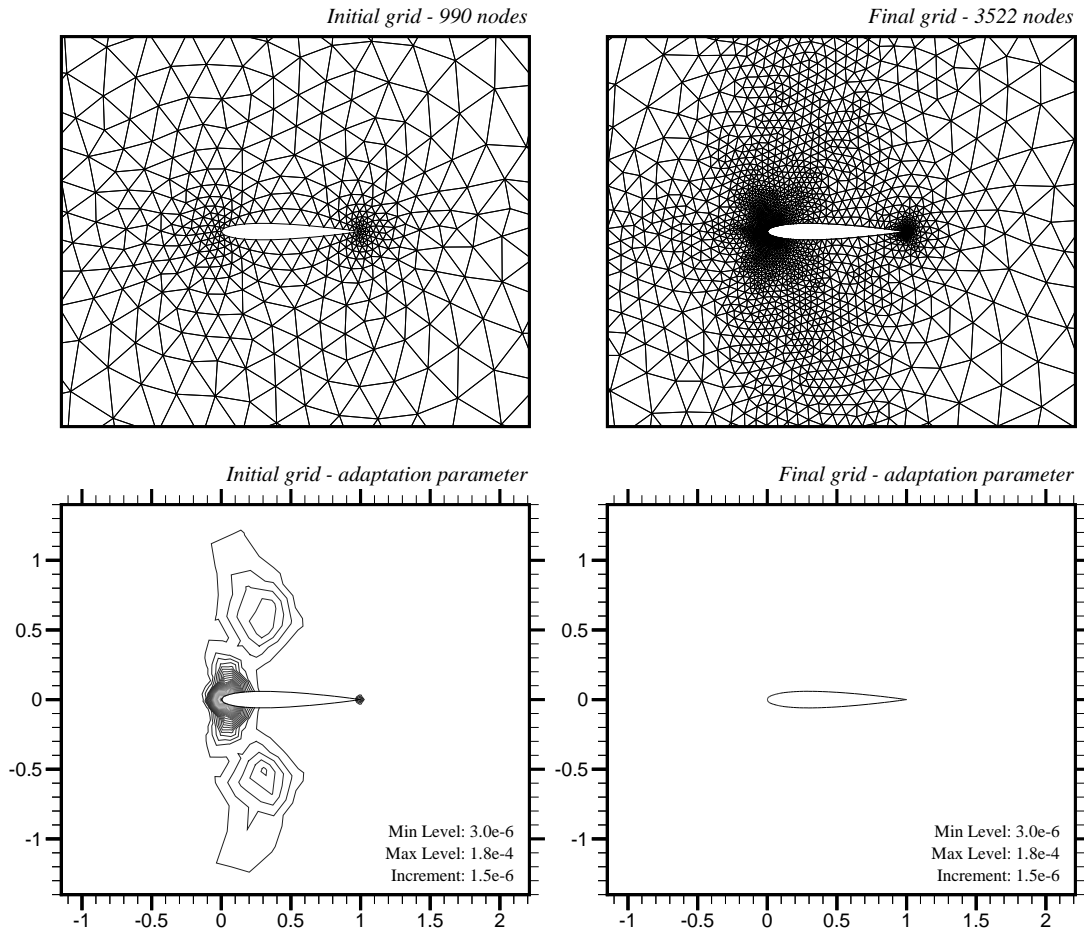 Initial grid - 990 nodes
Final grid - 3522 nodes
Initial grid - adaptation parameter
Final grid - adaptation parameter
1
0.5
0
-0.5
-1
Min Level: 3.0e-6
Max Level: 1.8e-4
Increment: 1.5e-6
-1 -0.5 0 0.5 1 1.5 2
1
0.5
0
-0.5
-1
Min Level: 3.0e-6
Max Level: 1.8e-4
Increment: 1.5e-6
-1 -0.5 0 0.5 1 1.5 2